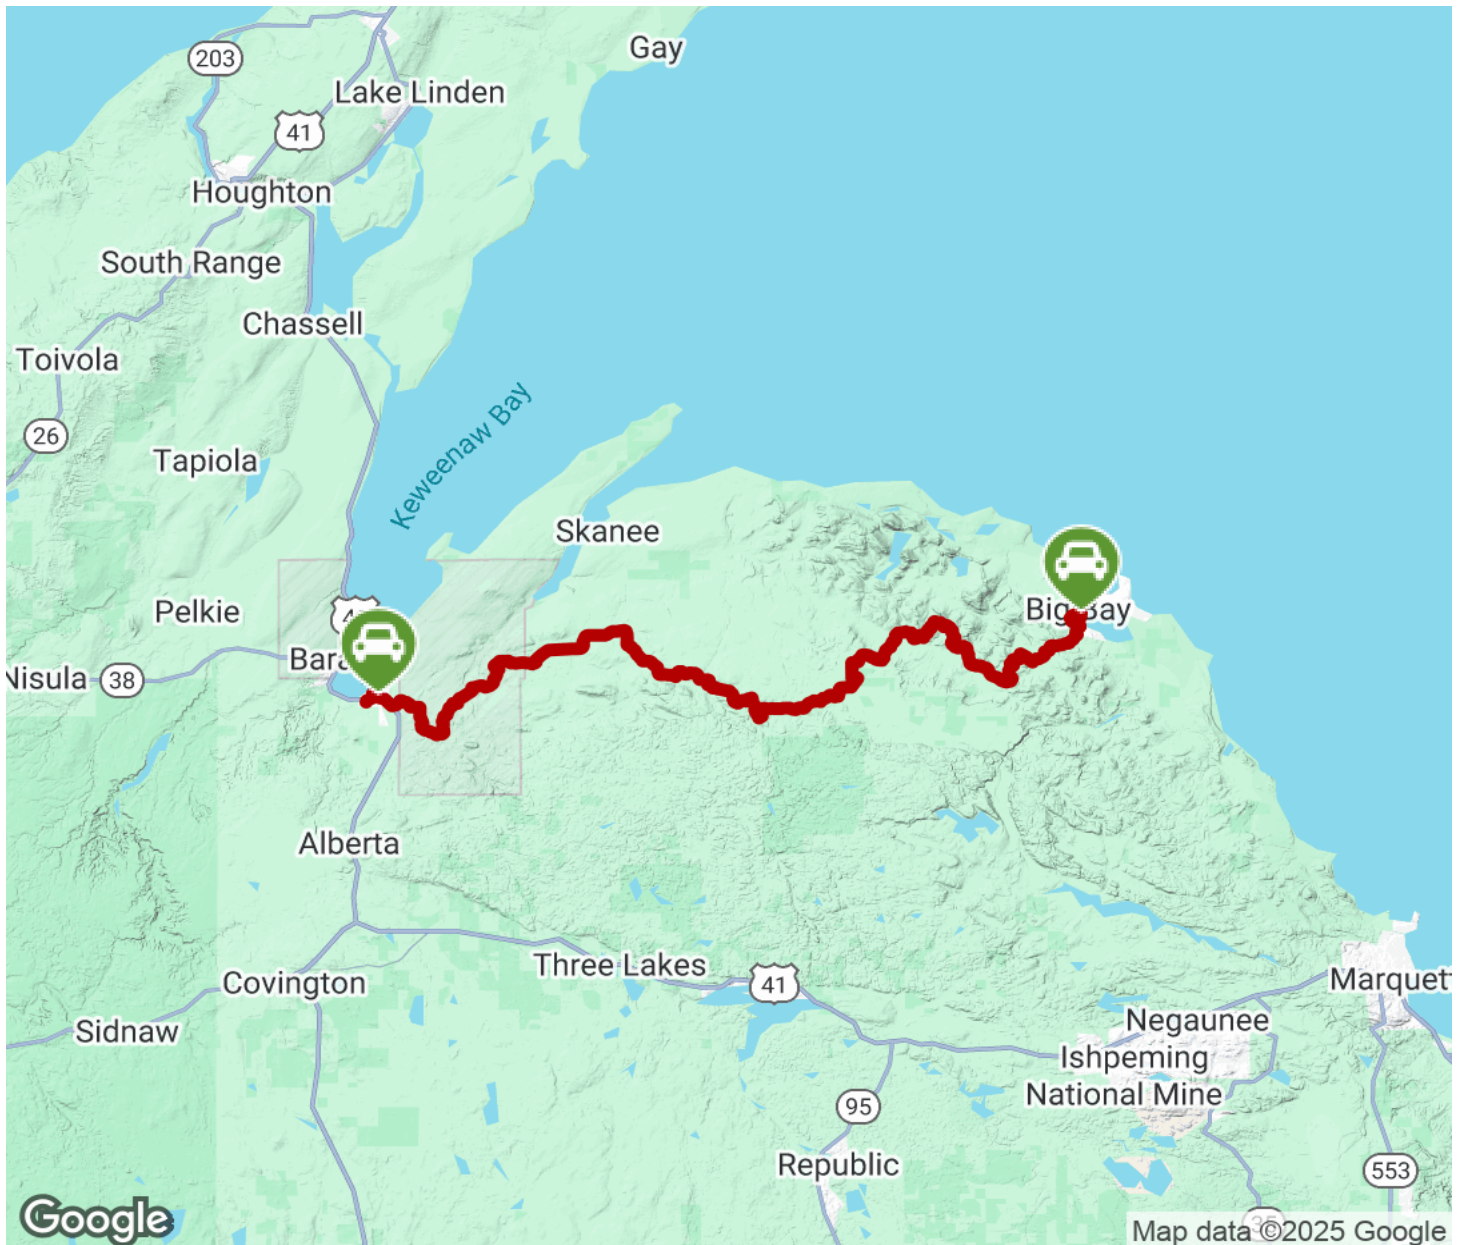 Gay
203
Lake Linden
41
Houghton
South Range
Chassell
Toivola
Keweenaw Bay
26
Tapiola
Skanee
Pelkie
Big Bay
Nisula
38
Alberta
Three Lakes
41
Covington
Marquett
Sidnaw
Negaunee
Ishpeming
National Mine
95
Republic
553
35
Google
Map data ©2025 Google